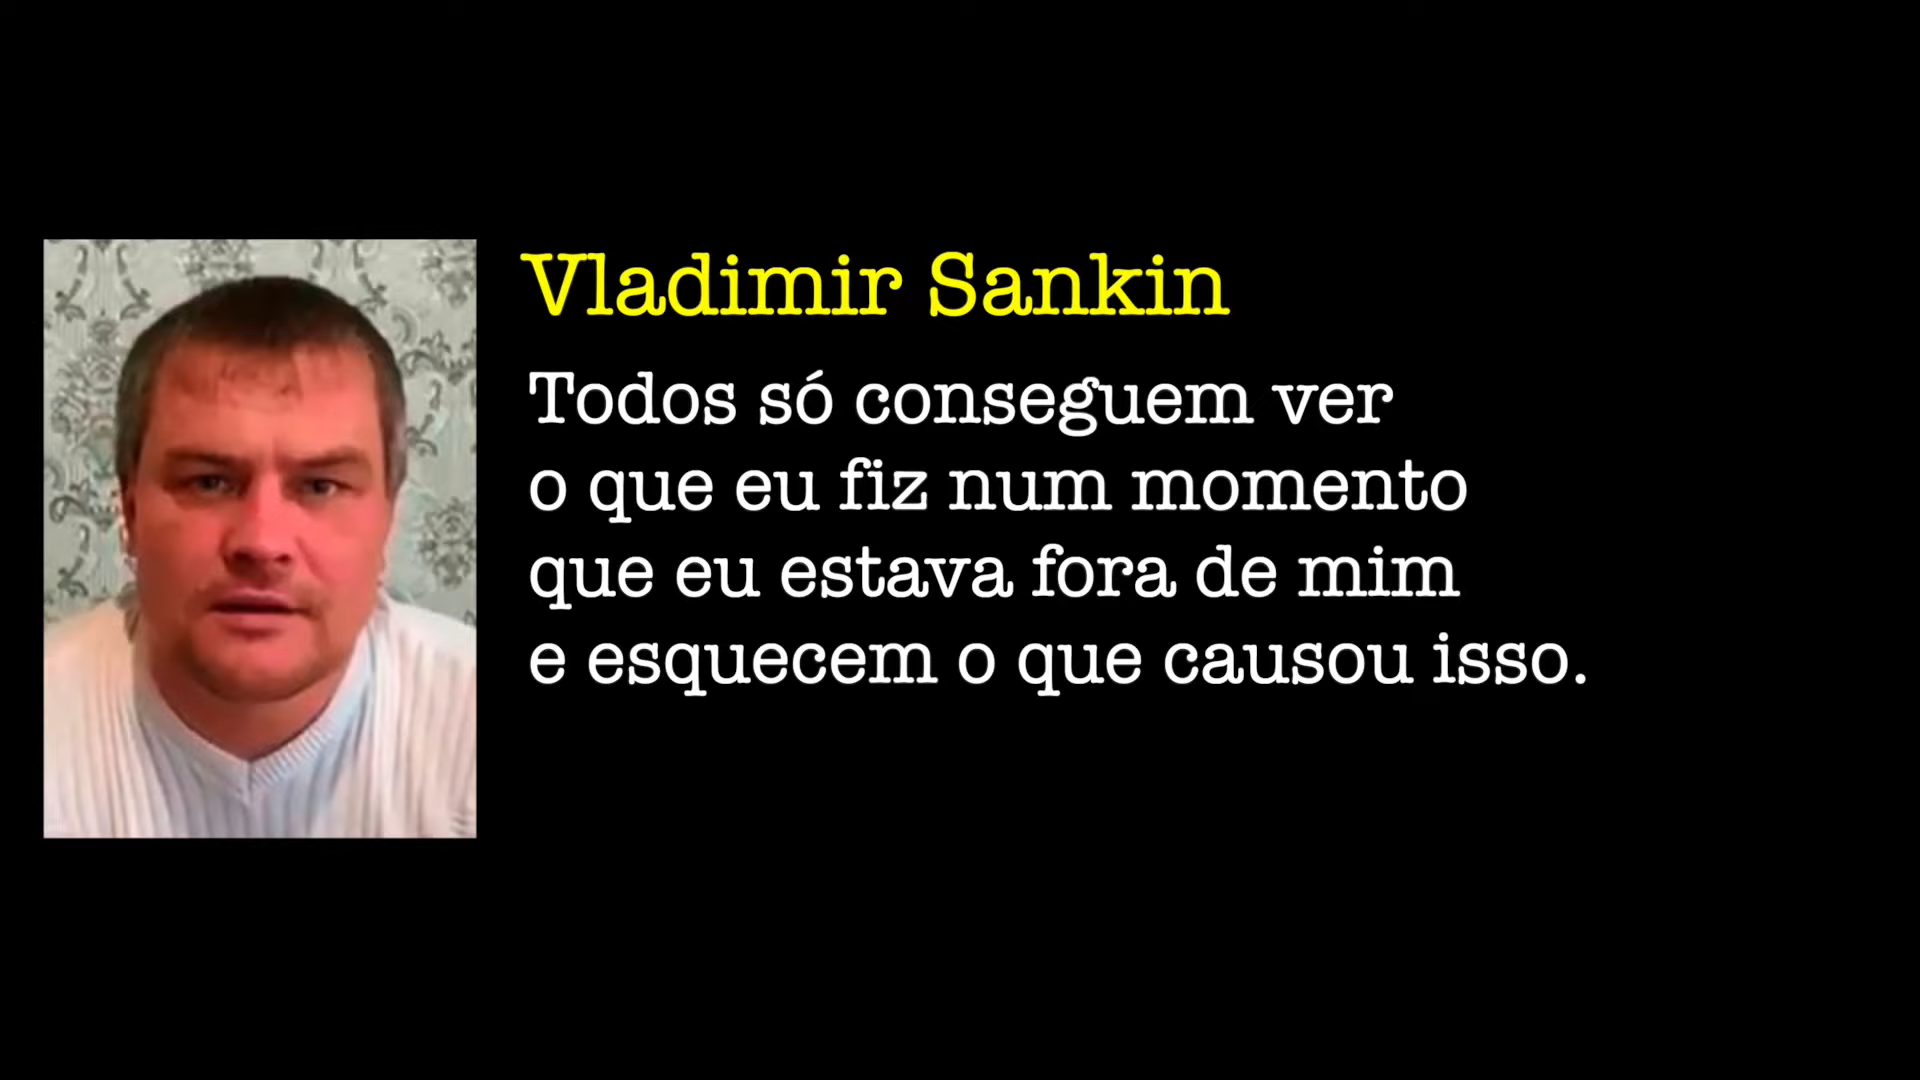 Vladimir Sankin
Todos só conseguem ver
o que eu fiz num momento
que eu estava fora de mim
e esquecem o que causou isso.